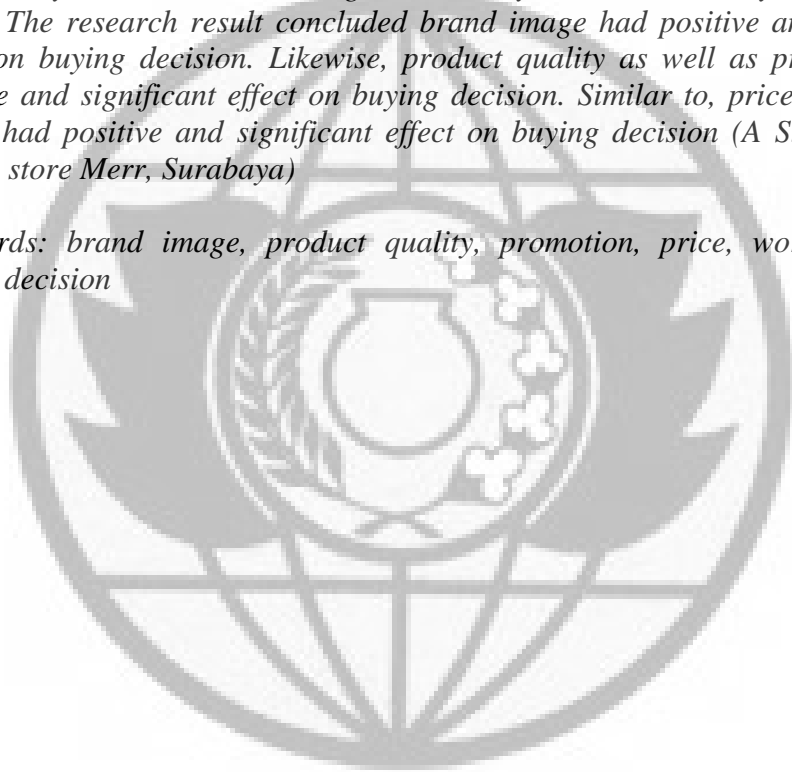 The research result concluded brand image had positive an
on buying decision. Likewise, product quality as well as p
e and significant effect on buying decision. Similar to, price
had positive and significant effect on buying decision (A S
store Merr, Surabaya)
rds: brand image, product quality, promotion, price, wo
decision